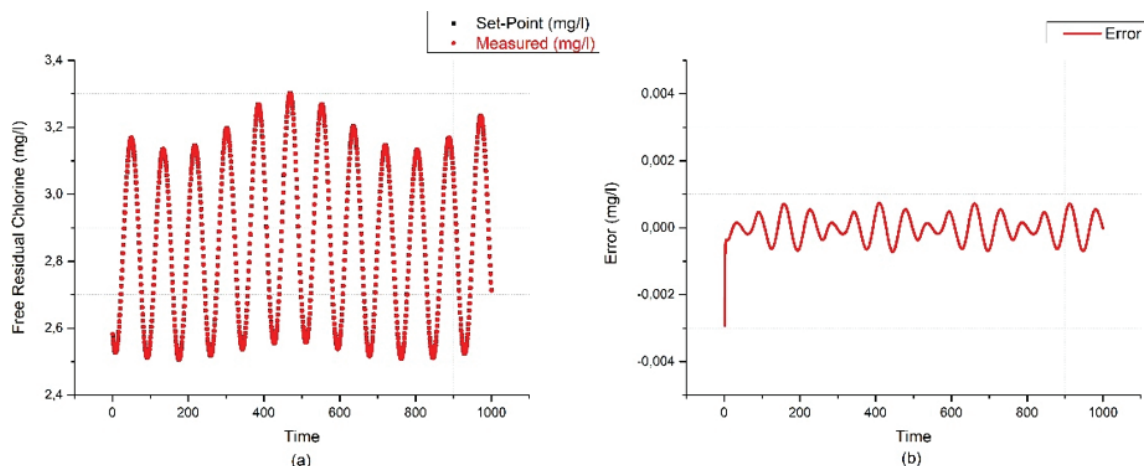 Set-Point (mg/l)
Measured (mg/l)
3,4
3,2
3,0
2,8
2,6
2,4
Free Residual Chlorine (mg/l)
0 200 400 600 800 1000
Time
(a)
Error
0,004
0,002
0,000
-0,002
-0,004
Error (mg/l)
0 200 400 600 800 1000
Time
(b)